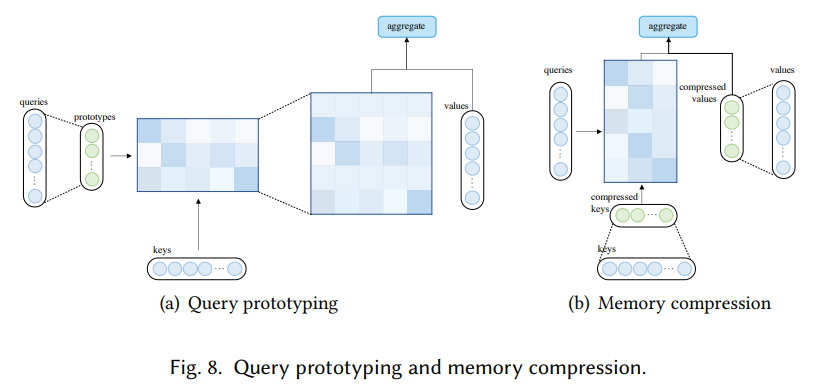 aggregate
queries
prototypes
values
keys
(a) Query prototyping
aggregate
queries
compressed
values
values
compressed
keys
keys
(b) Memory compression
Fig. 8. Query prototyping and memory compression.